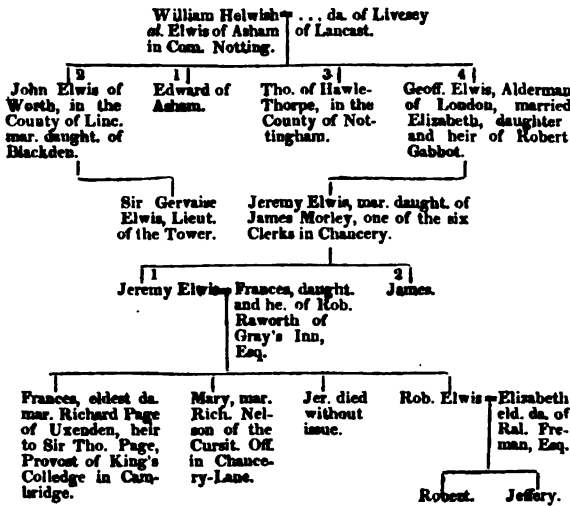 William Helwish . . . da. of Livesey
al. Elwis of Asham of Lancast.
in Com. Notting.
2 1 3 4
John Elwis of
Worth, in the
County of Linc.
mar. daught. of
Blackden.
Edward of
Asham.
Tho. of Hawle-
Thorpe, in the
County of Not-
tingham.
Geoff. Elwis, Alderman
of London, married
Elizabeth, daughter
and heir of Robert
Gabbot.
Sir Gervaise
Elwis, Lieut.
of the Tower.
Jeremy Elwis, mar. daught. of
James Morley, one of the six
Clerks in Chancery.
1 2
Jeremy Elwis
Frances, daught.
and he. of Rob.
Raworth of
Gray's Inn,
Esq.
James.
Frances, eldest da.
mar. Richard Page
of Uxenden, heir
to Sir Tho. Page,
Provost of King's
Colledge in Cam-
bridge.
Mary, mar.
Rich. Nel-
son of the
Cursit. Off.
in Chance-
ry-Lane.
Jer. died
without
issue.
Rob. Elwis
Elizabeth
eld. da. of
Ral. Fre-
man, Esq.
Robert. Jeffery.